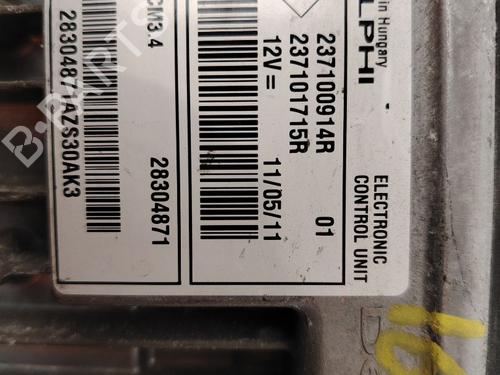 in Hungary
LPHI
237100914R
237101715R
12V=
11/05/11
01
ELECTRONIC
CONTROL UNIT
CM3.4
28304871
28304871AZS30AK3
B-PARTS